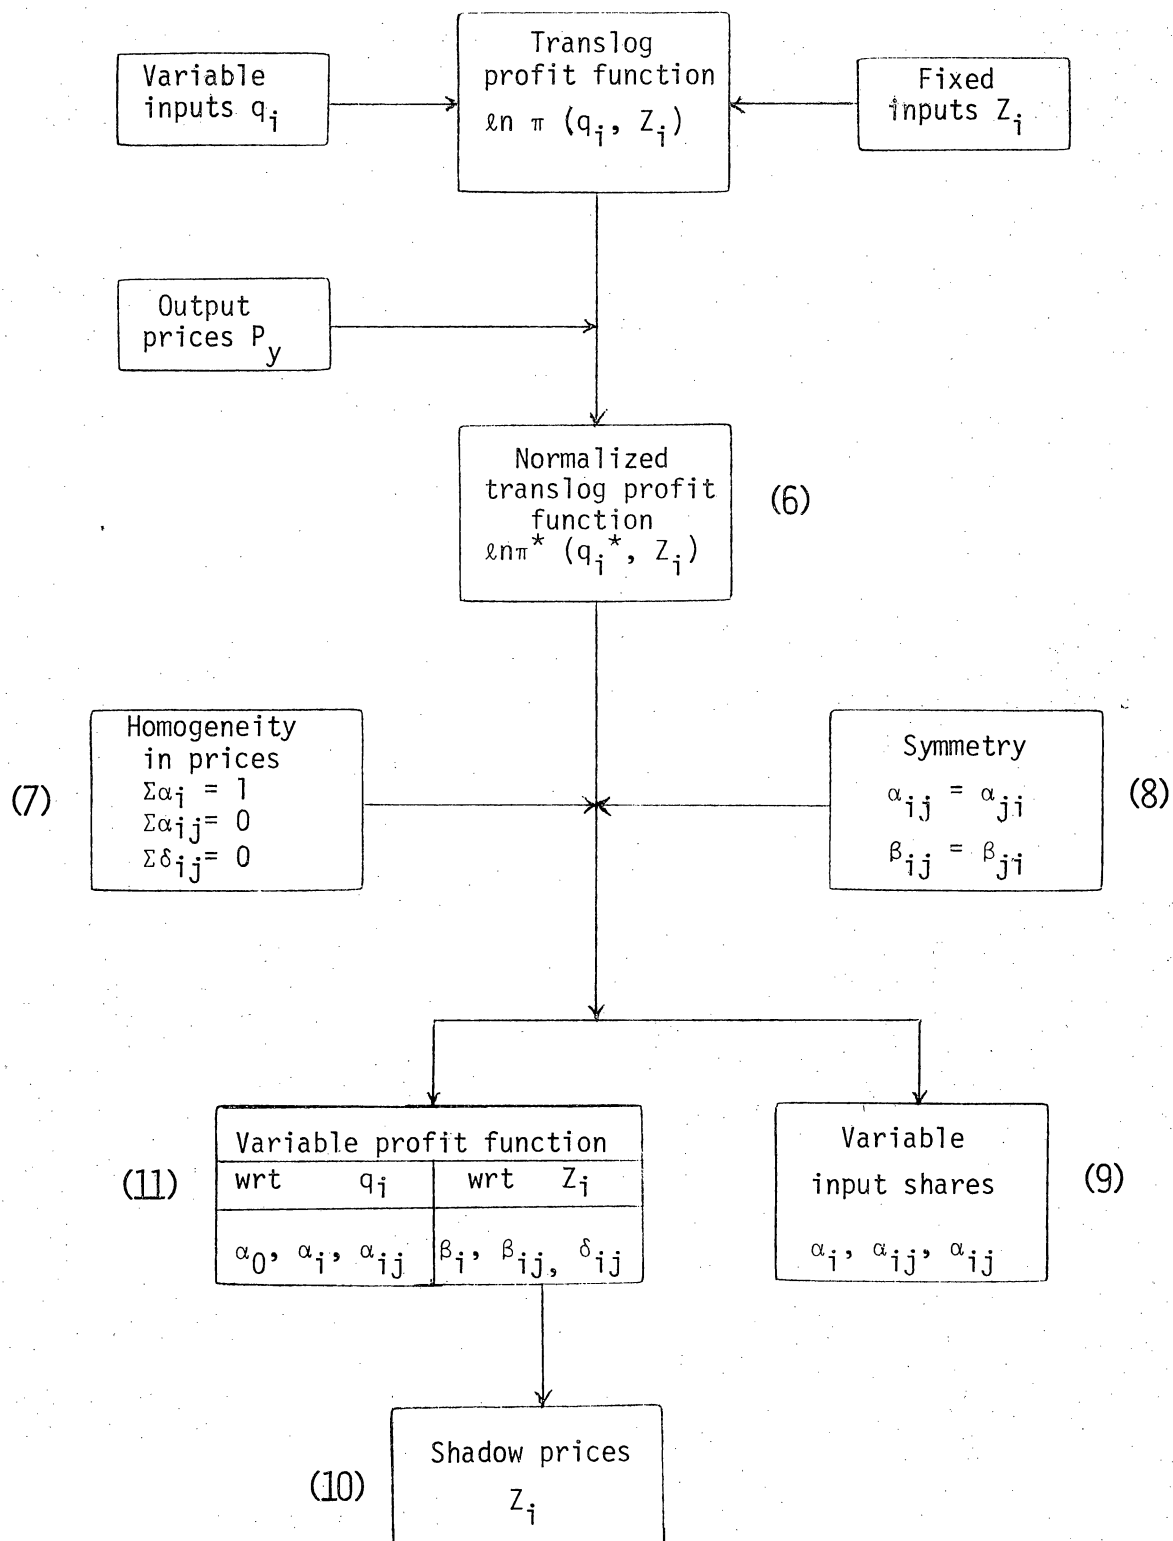 Translog
profit function
ℓn π (q_i, Z_i)
Variable
inputs q_i
Fixed
inputs Z_i
Output
prices P_y
Normalized
translog profit
function
ℓnπ* (q_i*, Z_i)
(6)
Homogeneity
in prices
Σα_i = 1
Σα_ij= 0
Σδ_ij= 0
(7)
Symmetry
α_ij = α_ji
β_ij = β_ji
(8)
Variable profit function
wrt q_i wrt Z_i
α_0, α_i, α_ij β_i, β_ij, δ_ij
(11)
Variable
input shares
α_i, α_ij, α_ij
(9)
Shadow prices
Z_i
(10)